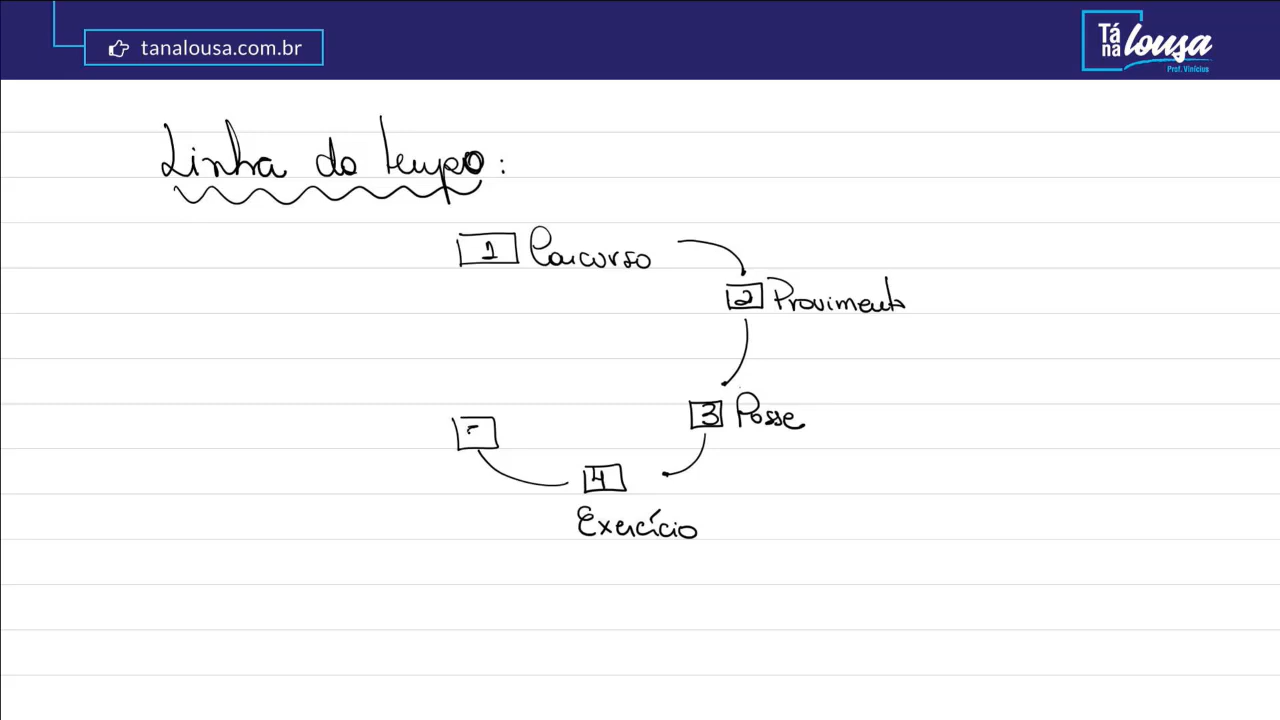 tanalousa.com.br
Tá na lousa
Prof. Vinícius
Linha do tempo:
1 Concurso
2 Provimento
3 Posse
4
Exercício